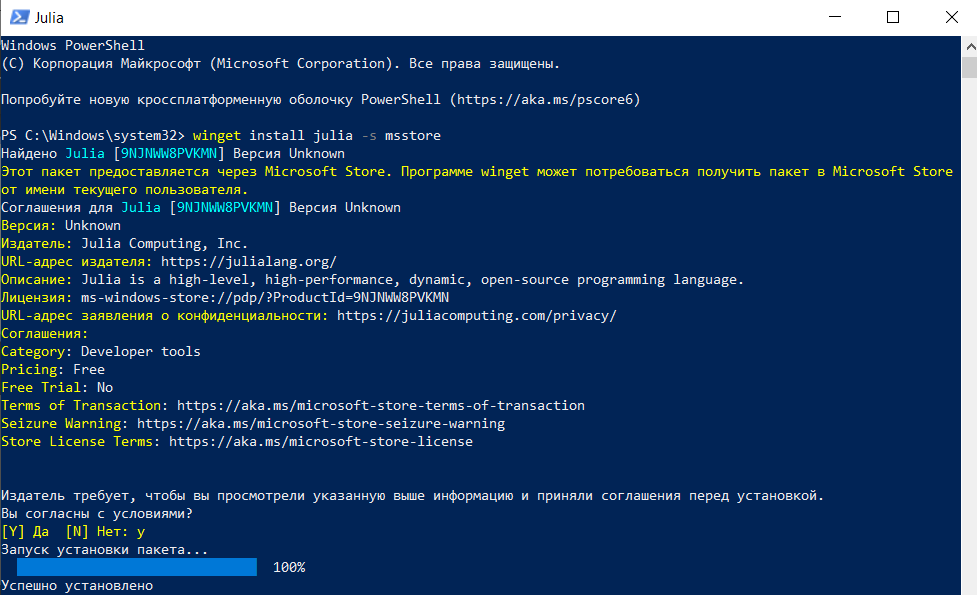 Julia
Windows PowerShell
(C) Корпорация Майкрософт (Microsoft Corporation). Все права защищены.
Попробуйте новую кроссплатформенную оболочку PowerShell (https://aka.ms/pscore6)
PS C:\Windows\system32> winget install julia -s msstore
Найдено Julia [9NJNWW8PVKMN] Версия Unknown
Этот пакет предоставляется через Microsoft Store. Программе winget может потребоваться получить пакет в Microsoft Store
от имени текущего пользователя.
Соглашения для Julia [9NJNWW8PVKMN] Версия Unknown
Версия: Unknown
Издатель: Julia Computing, Inc.
URL-адрес издателя: https://julialang.org/
Описание: Julia is a high-level, high-performance, dynamic, open-source programming language.
Лицензия: ms-windows-store://pdp/?ProductId=9NJNWW8PVKMN
URL-адрес заявления о конфиденциальности: https://juliacomputing.com/privacy/
Соглашения:
Category: Developer tools
Pricing: Free
Free Trial: No
Terms of Transaction: https://aka.ms/microsoft-store-terms-of-transaction
Seizure Warning: https://aka.ms/microsoft-store-seizure-warning
Store License Terms: https://aka.ms/microsoft-store-license
Издатель требует, чтобы вы просмотрели указанную выше информацию и приняли соглашения перед установкой.
Вы согласны с условиями?
[Y] Да  [N] Нет: y
Запуск установки пакета...
100%
Успешно установлено